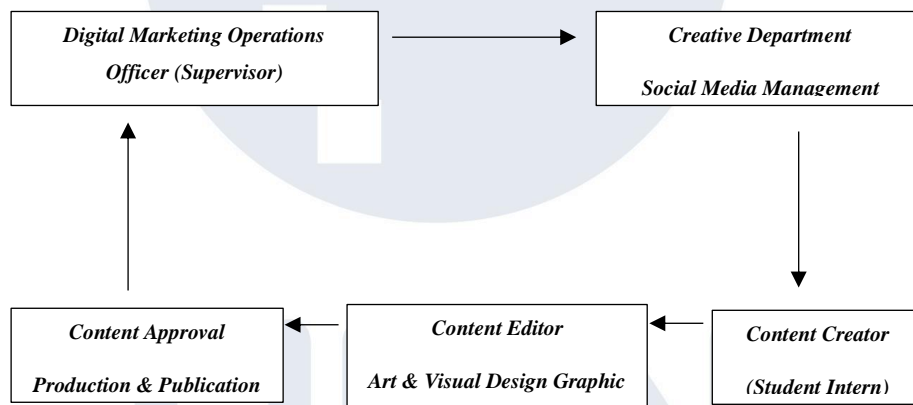 Digital Marketing Operations
Officer (Supervisor)
Creative Department
Social Media Management
Content Approval
Production & Publication
Content Editor
Art & Visual Design Graphic
Content Creator
(Student Intern)